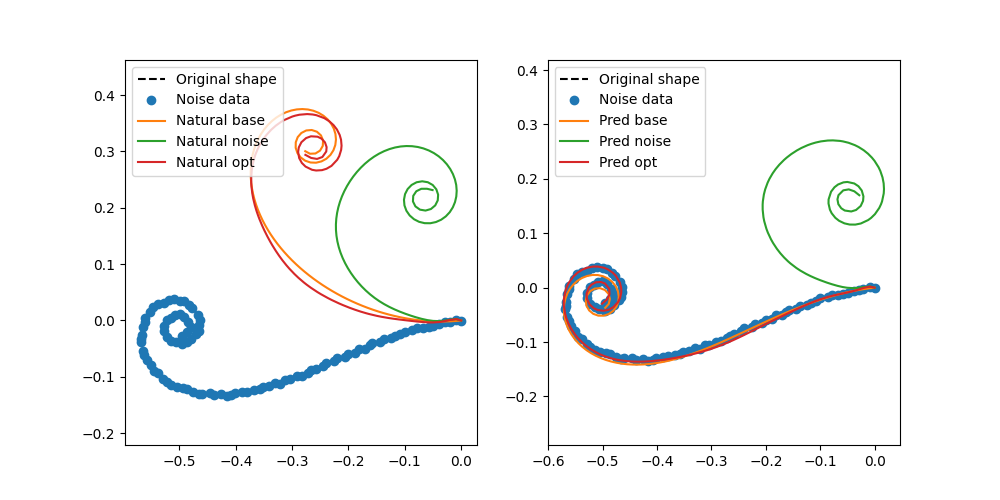 Original shape
Noise data
Natural base
Natural noise
Natural opt
0.4
0.3
0.2
0.1
0.0
−0.1
−0.2
−0.5
−0.4
−0.3
−0.2
−0.1
0.0
Original shape
Noise data
Pred base
Pred noise
Pred opt
0.4
0.3
0.2
0.1
0.0
−0.1
−0.2
−0.6
−0.5
−0.4
−0.3
−0.2
−0.1
0.0